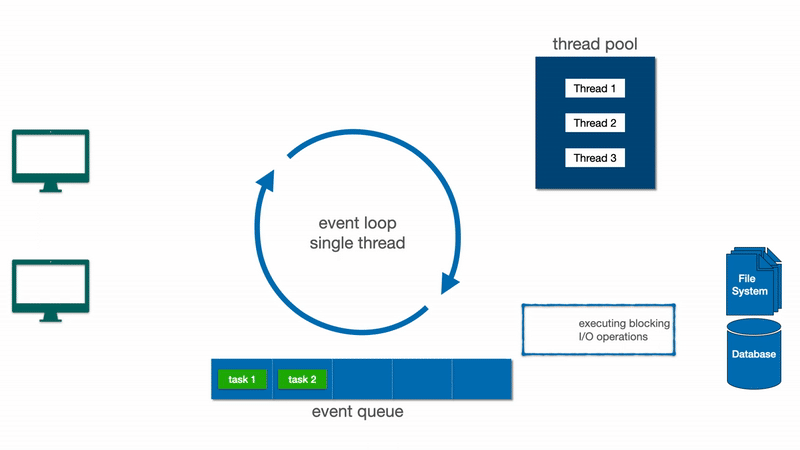 thread pool
Thread 1
Thread 2
Thread 3
event loop
single thread
File
System
executing blocking
I/O operations
Database
task 1
task 2
event queue